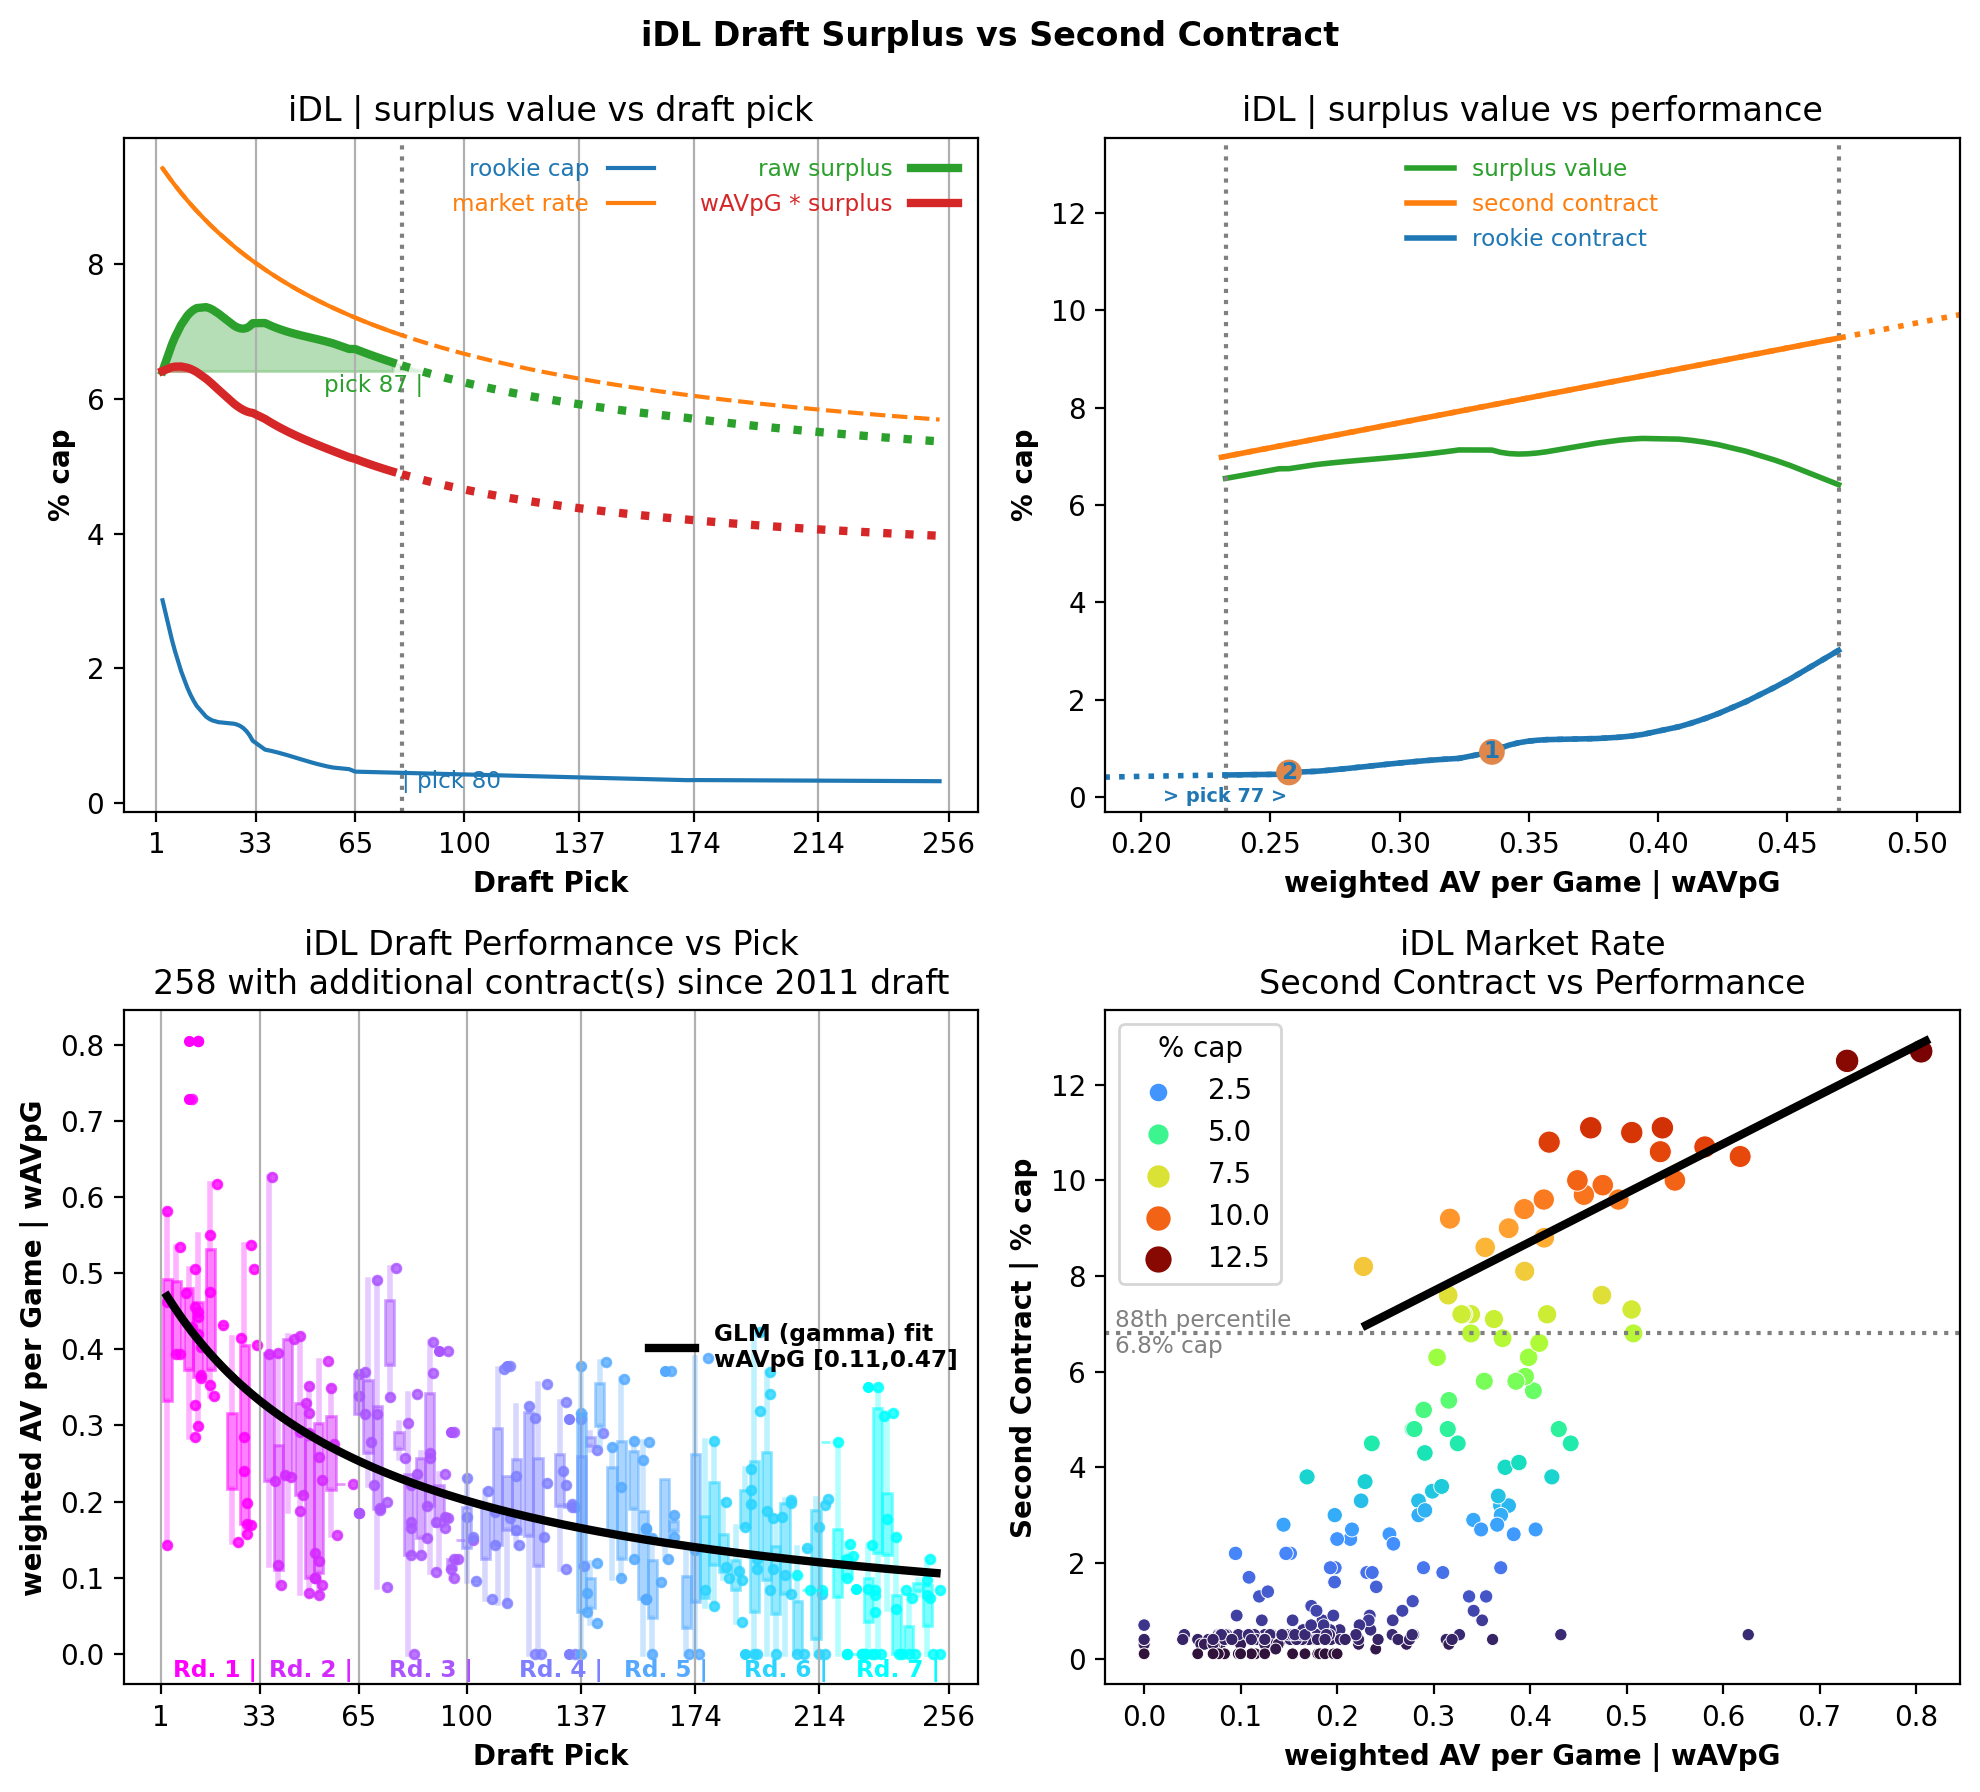 iDL Draft Surplus vs Second Contract
iDL | surplus value vs draft pick
rookie cap
market rate
raw surplus
wAVpG * surplus
pick 87 |
| pick 80
% cap
8
6
4
2
0
1 33 65 100 137 174 214 256
Draft Pick
iDL | surplus value vs performance
surplus value
second contract
rookie contract
1
2
> pick 77 >
% cap
12
10
8
6
4
2
0
0.20 0.25 0.30 0.35 0.40 0.45 0.50
weighted AV per Game | wAVpG
iDL Draft Performance vs Pick
258 with additional contract(s) since 2011 draft
GLM (gamma) fit
wAVpG [0.11,0.47]
weighted AV per Game | wAVpG
0.8
0.7
0.6
0.5
0.4
0.3
0.2
0.1
0.0
Rd. 1 | Rd. 2 | Rd. 3 | Rd. 4 | Rd. 5 | Rd. 6 | Rd. 7 |
1 33 65 100 137 174 214 256
Draft Pick
iDL Market Rate
Second Contract vs Performance
% cap
2.5
5.0
7.5
10.0
12.5
88th percentile
6.8% cap
Second Contract | % cap
12
10
8
6
4
2
0
0.0 0.1 0.2 0.3 0.4 0.5 0.6 0.7 0.8
weighted AV per Game | wAVpG